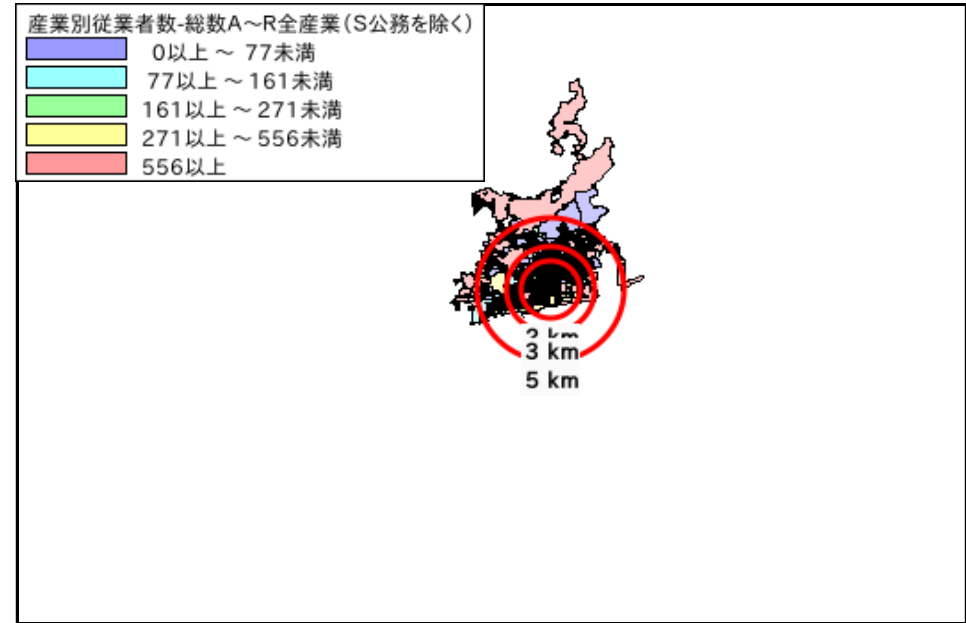 産業別従業者数-総数A～R全産業(S公務を除く)
0以上 ～ 77未満
77以上 ～ 161未満
161以上 ～ 271未満
271以上 ～ 556未満
556以上
3 km
5 km